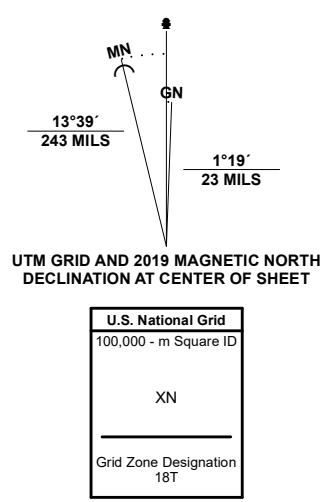 MN
GN
13°39´
243 MILS
1°19´
23 MILS
UTM GRID AND 2019 MAGNETIC NORTH
DECLINATION AT CENTER OF SHEET
U.S. National Grid
100,000 - m Square ID
XN
Grid Zone Designation
18T